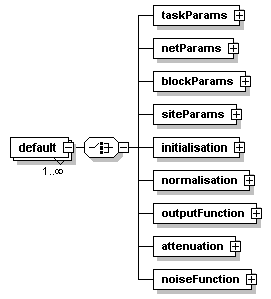 taskParams
netParams
blockParams
siteParams
default
initialisation
1..∞
normalisation
outputFunction
attenuation
noiseFunction